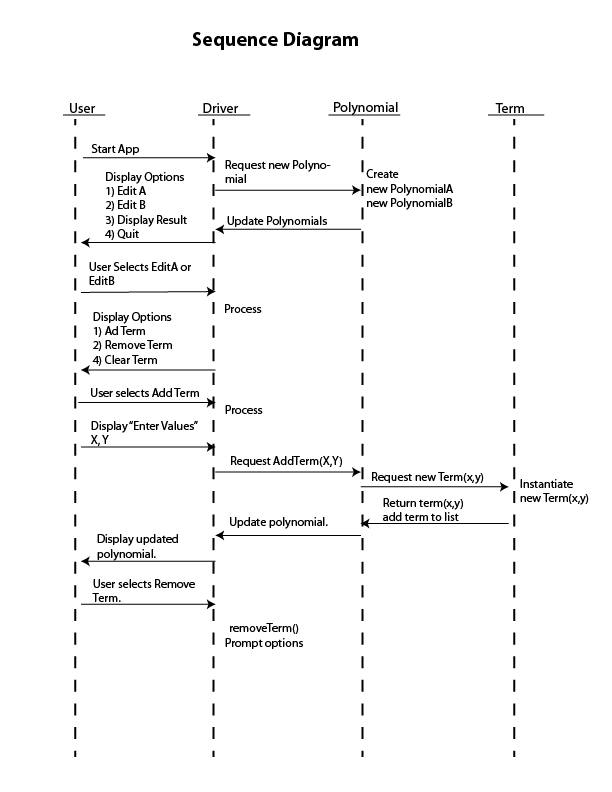 Sequence Diagram
User
Driver
Polynomial
Term
Start App
Request new Polyno-
mial
Create
new PolynomialA
new PolynomialB
Display Options
1) Edit A
2) Edit B
3) Display Result
4) Quit
Update Polynomials
User Selects EditA or
EditB
Process
Display Options
1) Ad Term
2) Remove Term
4) Clear Term
User selects Add Term
Process
Display "Enter Values"
X, Y
Request AddTerm(X,Y)
Request new Term(x,y)
Instantiate
new Term(x,y)
Return term(x,y)
add term to list
Update polynomial.
Display updated
polynomial.
User selects Remove
Term.
removeTerm()
Prompt options